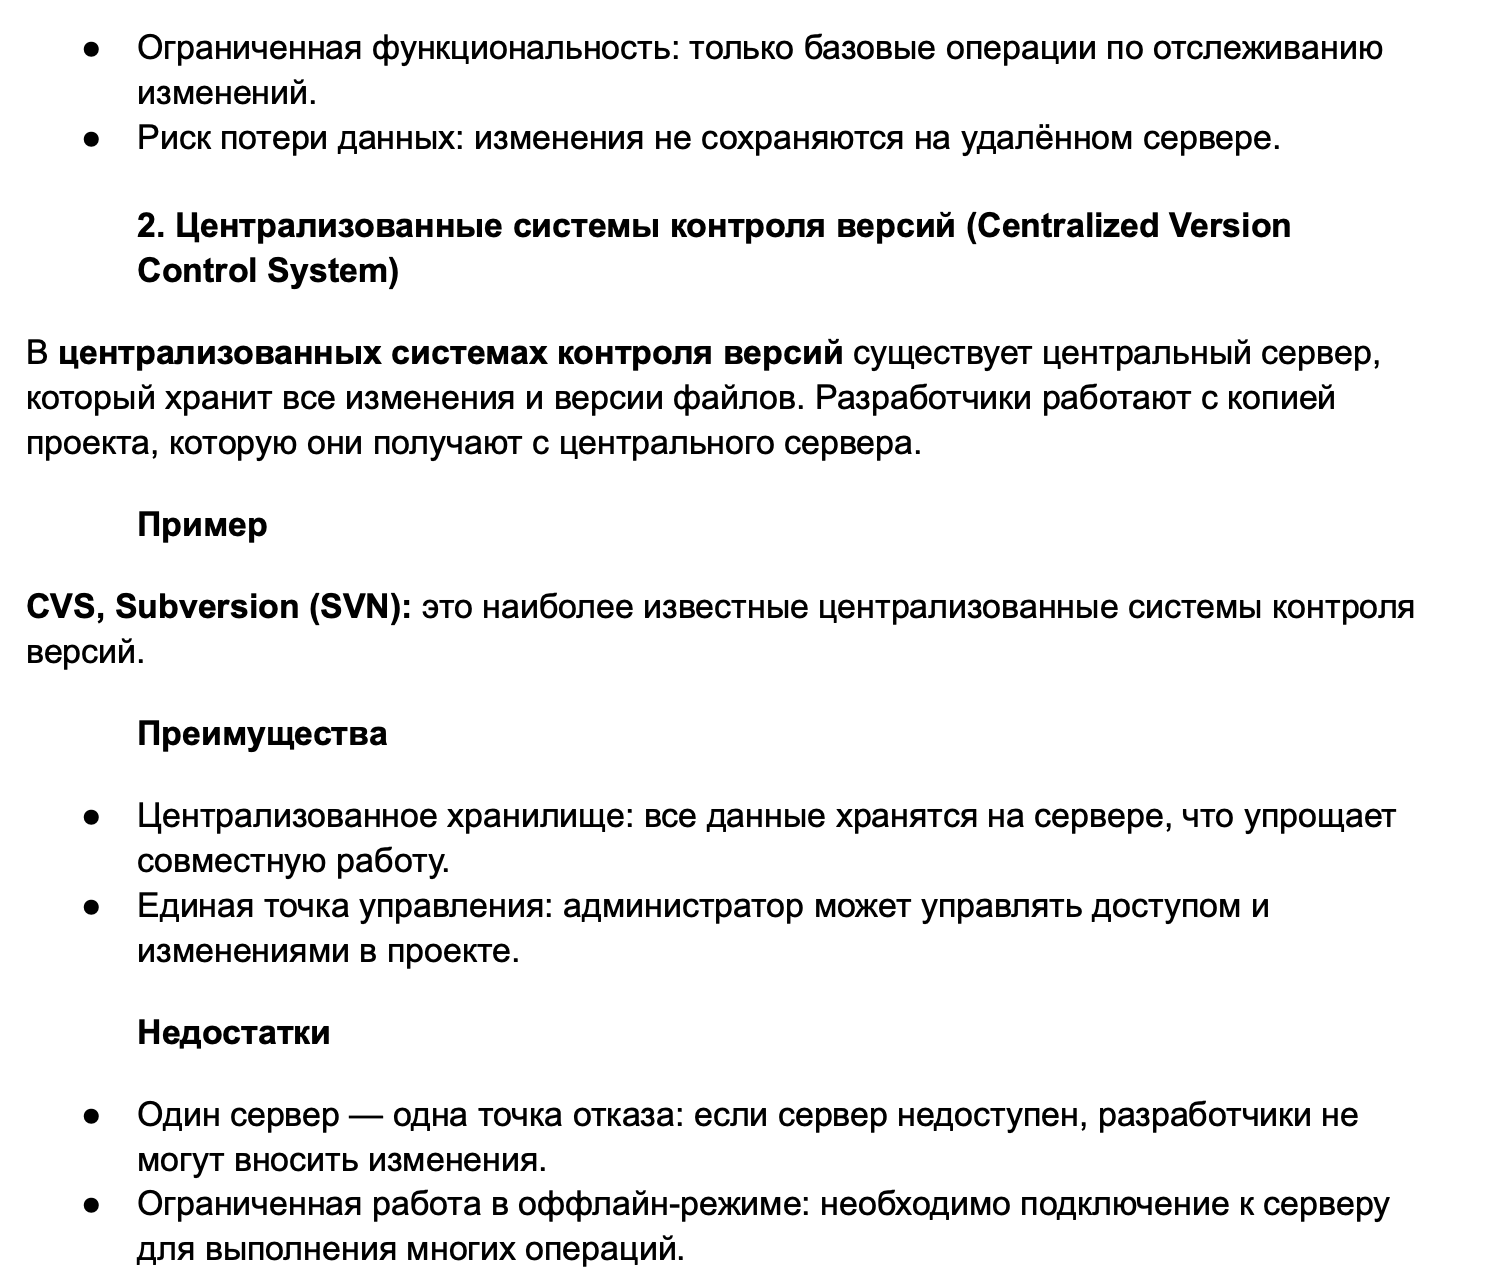 ● Ограниченная функциональность: только базовые операции по отслеживанию
изменений.
● Риск потери данных: изменения не сохраняются на удалённом сервере.
2. Централизованные системы контроля версий (Centralized Version
Control System)
В централизованных системах контроля версий существует центральный сервер,
который хранит все изменения и версии файлов. Разработчики работают с копией
проекта, которую они получают с центрального сервера.
Пример
CVS, Subversion (SVN): это наиболее известные централизованные системы контроля
версий.
Преимущества
● Централизованное хранилище: все данные хранятся на сервере, что упрощает
совместную работу.
● Единая точка управления: администратор может управлять доступом и
изменениями в проекте.
Недостатки
● Один сервер — одна точка отказа: если сервер недоступен, разработчики не
могут вносить изменения.
● Ограниченная работа в оффлайн-режиме: необходимо подключение к серверу
для выполнения многих операций.